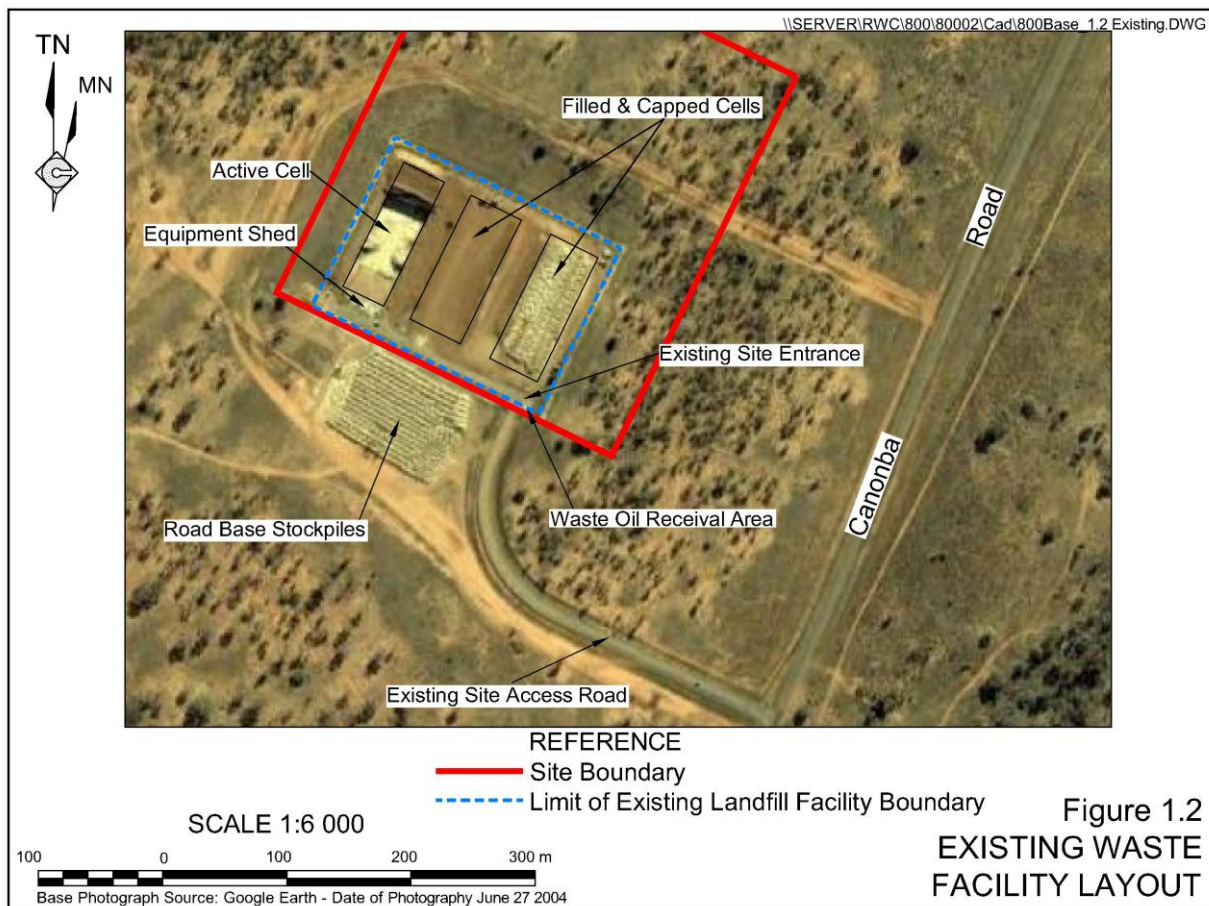 \\SERVER\RWC\800\80002\Cad\800Base_1.2 Existing.DWG
TN
MN
Filled & Capped Cells
Active Cell
Equipment Shed
Road
Existing Site Entrance
Canonba
Waste Oil Receival Area
Road Base Stockpiles
Existing Site Access Road
REFERENCE
Site Boundary
Limit of Existing Landfill Facility Boundary
SCALE 1:6 000
100 0 100 200 300 m
Base Photograph Source: Google Earth - Date of Photography June 27 2004
Figure 1.2
EXISTING WASTE
FACILITY LAYOUT